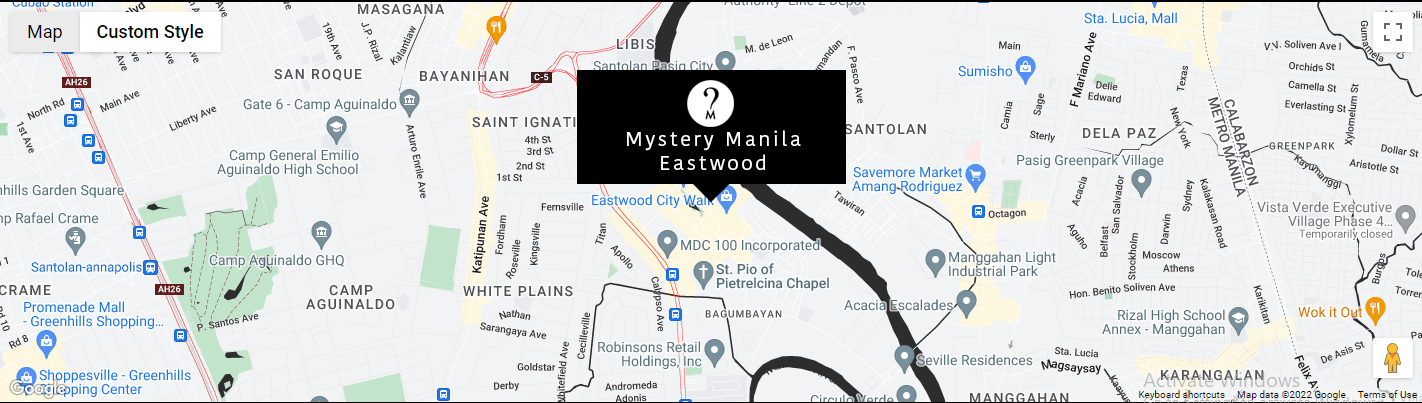 Cubao Station
MASAGANA
Authority- Line 2 Depot
Sta. Lucia, Mall
Map
Custom Style
19th Ave
J.P. Rizal
Kalantiaw
LIBIS
M. de Leon
F. Pasco Ave
Main
F Mariano Ave
V.V. Soliven Ave I
Gumamela
SAN ROQUE
BAYANIHAN
C-5
Santolan Pasig City
Sumisho
Texas
Orchids St
AH26
Camella St
North Rd
Main Ave
1st Ave
Liberty Ave
Gate 6 - Camp Aguinaldo
SAINT IGNATI
?
M
Mystery Manila
Eastwood
SANTOLAN
Camia
Sage
Sterly
Delle
Edward
New York
CALABARZON
METRO MANILA
Everlasting St
Xylomelum St
DELA PAZ
GREENPARK
Dollar St
4th St
3rd St
2nd St
1st St
Camp General Emilio
Aguinaldo High School
Arturo Enrile Ave
Savemore Market
Amang Rodriguez
Pasig Greenpark Village
Kayumanggi
Aristotle St
nhills Garden Square
Katipunan Ave
Fernsville
Eastwood City Walk
Tawiran
Octagon
Acacia
San Salvador
Sydney
Kalakasan Road
Vista Verde Executive
Village Phase 4...
Temporarily closed
mp Rafael Crame
Fordham
Roseville
Kingsville
Titan
Apollo
MDC 100 Incorporated
Aguho
Belfast
Stockholm
Darwin
Moscow
Athens
Santolan-annapolis
Camp Aguinaldo GHQ
St. Pio of
Pietrelcina Chapel
Manggahan Light
Industrial Park
Burgos
AH26
CRAME
CAMP
AGUINALDO
WHITE PLAINS
Calypso Ave
Hon. Benito Soliven Ave
Karikitan
Torre
Promenade Mall
- Greenhills Shopping...
P. Santos Ave
Nathan
Sarangaya Ave
BAGUMBAYAN
Acacia Escalades
Rizal High School
Annex - Manggahan
Wok it Out
Rd 10
Rd 8
Cecilleville
Whitefield Ave
Robinsons Retail
Holdings, Inc
Seville Residences
Sta. Lucia
Magsaysay
De Asis St
Felix Ave
Shoppesville - Greenhills
Shopping Center
Google
Goldstar
Derby
Andromeda
Adonis
Circulo Verde
MANGGAHAN
KARANGALAN
Activate Windows
Keyboard shortcuts
Map data ©2022 Google
Terms of Use